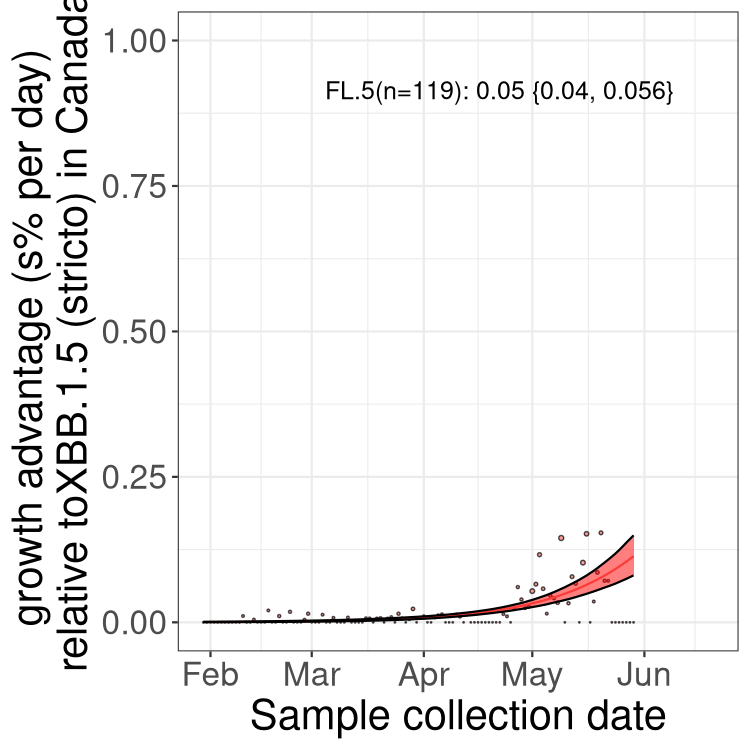 growth advantage (s% per day)
relative toXBB.1.5 (stricto) in Canada
1.00
0.75
0.50
0.25
0.00
FL.5(n=119): 0.05 {0.04, 0.056}
Feb Mar Apr May Jun
Sample collection date